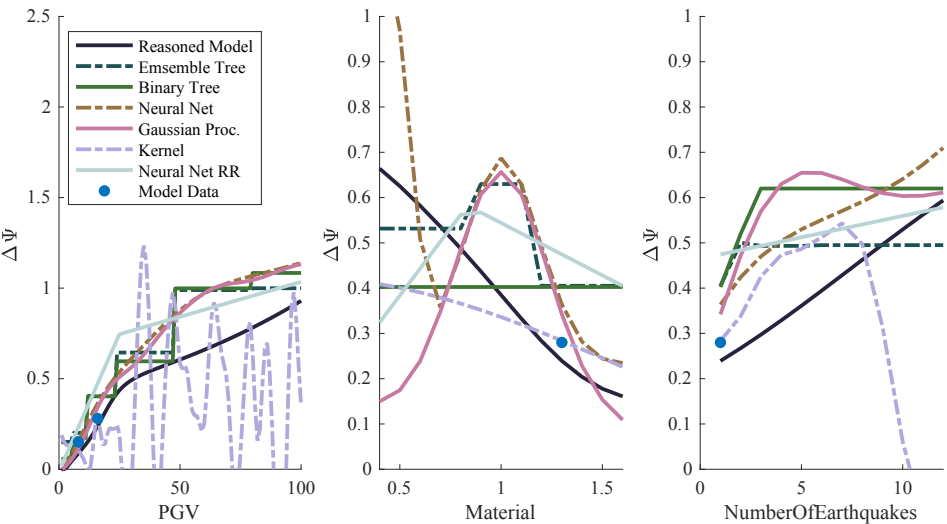 2.5
2
1.5
1
0.5
0
0
50
100
PGV
ΔΨ
Reasoned Model
Emsemble Tree
Binary Tree
Neural Net
Gaussian Proc.
Kernel
Neural Net RR
Model Data
1
0.9
0.8
0.7
0.6
0.5
0.4
0.3
0.2
0.1
0
0.5
1
1.5
Material
ΔΨ
1
0.9
0.8
0.7
0.6
0.5
0.4
0.3
0.2
0.1
0
0
5
10
NumberOfEarthquakes
ΔΨ